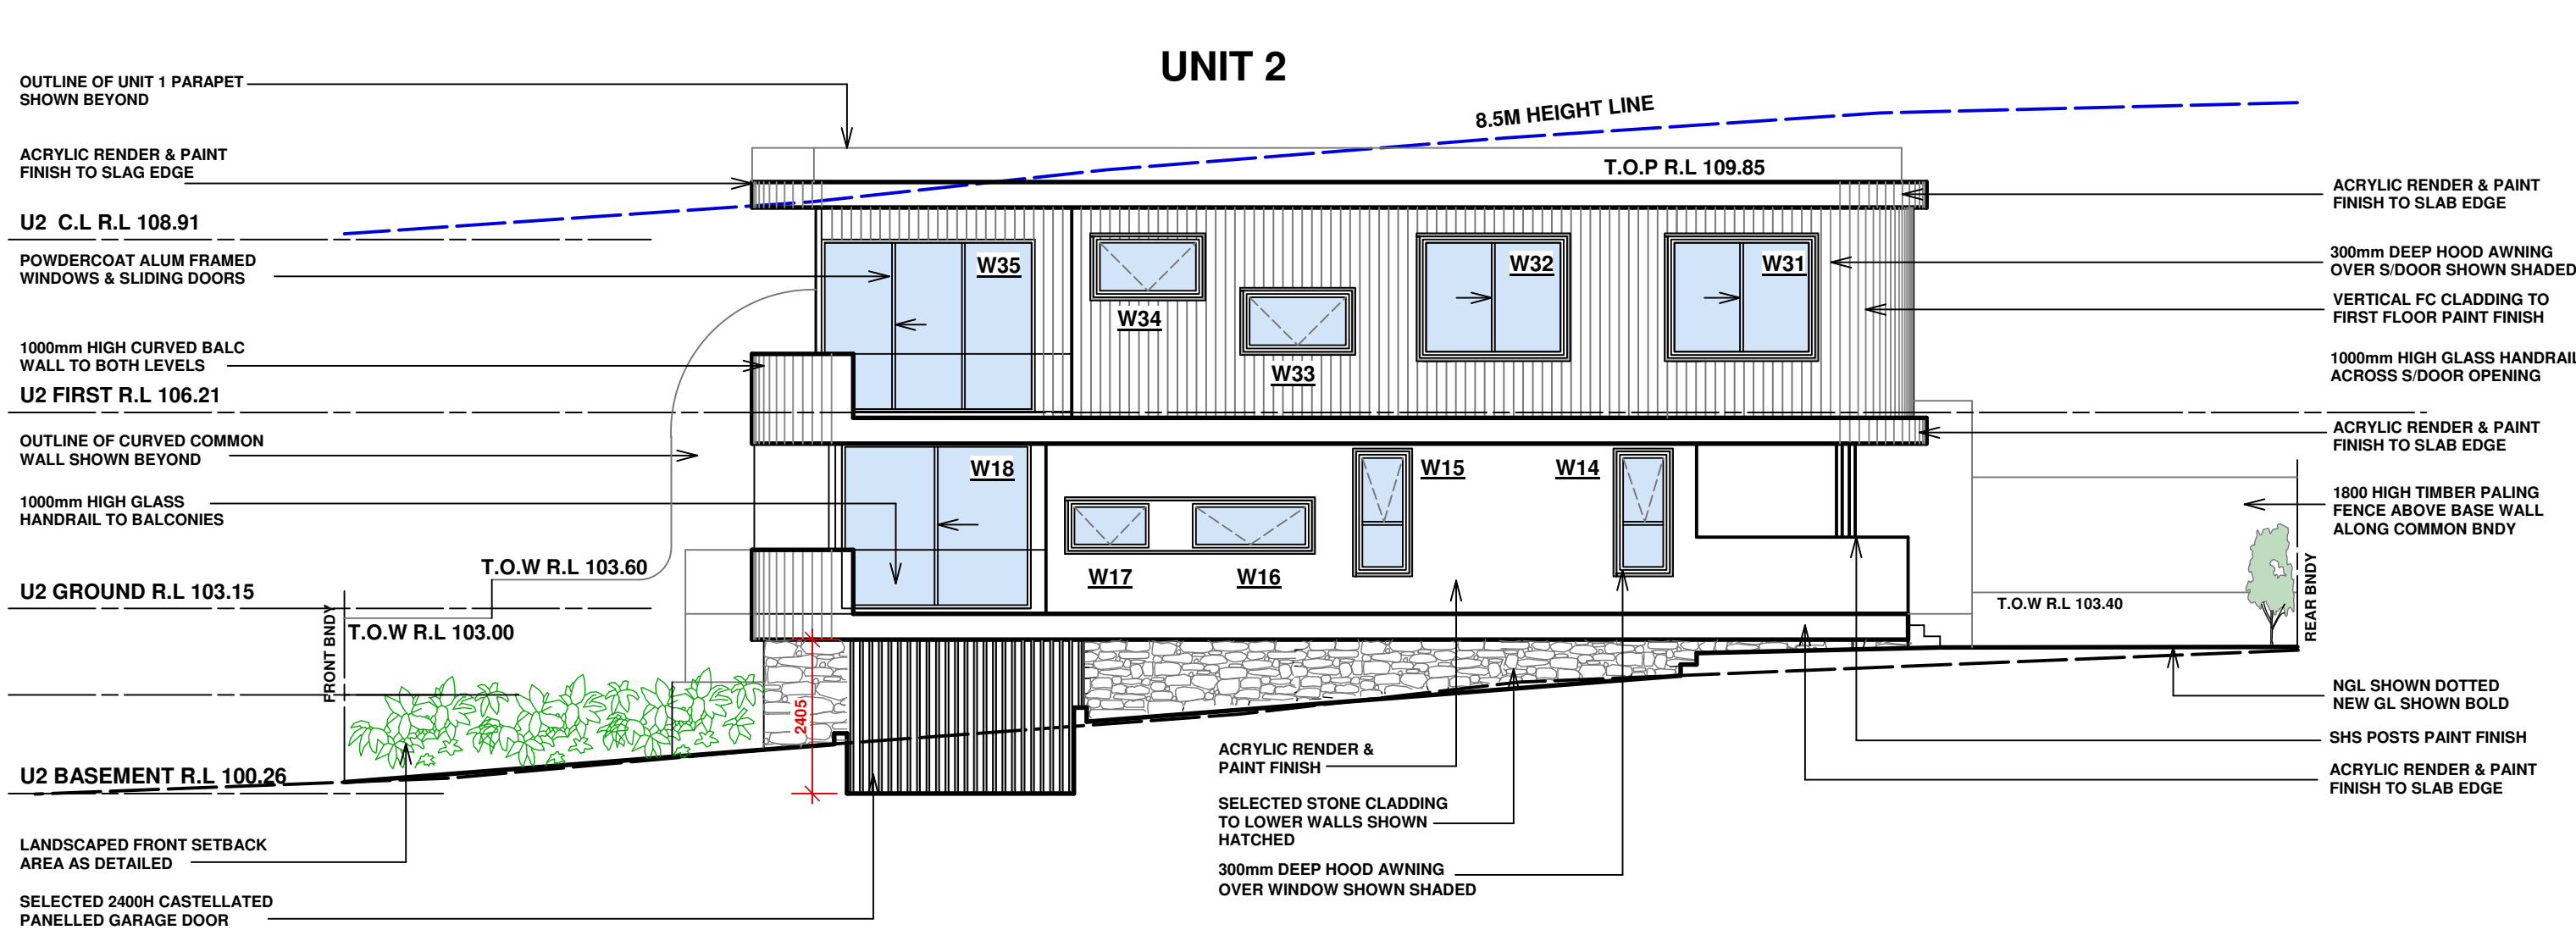 UNIT 2
OUTLINE OF UNIT 1 PARAPET
SHOWN BEYOND
ACRYLIC RENDER & PAINT
FINISH TO SLAG EDGE
U2 C.L R.L 108.91
POWDERCOAT ALUM FRAMED
WINDOWS & SLIDING DOORS
1000mm HIGH CURVED BALC
WALL TO BOTH LEVELS
U2 FIRST R.L 106.21
OUTLINE OF CURVED COMMON
WALL SHOWN BEYOND
1000mm HIGH GLASS
HANDRAIL TO BALCONIES
U2 GROUND R.L 103.15
U2 BASEMENT R.L 100.26
LANDSCAPED FRONT SETBACK
AREA AS DETAILED
SELECTED 2400H CASTELLATED
PANELLED GARAGE DOOR
FRONT BNDY
T.O.W R.L 103.60
T.O.W R.L 103.00
8.5M HEIGHT LINE
T.O.P R.L 109.85
W35
W34
W33
W32
W31
W18
W17
W16
W15
W14
2405
ACRYLIC RENDER &
PAINT FINISH
SELECTED STONE CLADDING
TO LOWER WALLS SHOWN
HATCHED
300mm DEEP HOOD AWNING
OVER WINDOW SHOWN SHADED
T.O.W R.L 103.40
REAR BNDY
ACRYLIC RENDER & PAINT
FINISH TO SLAB EDGE
300mm DEEP HOOD AWNING
OVER S/DOOR SHOWN SHADED
VERTICAL FC CLADDING TO
FIRST FLOOR PAINT FINISH
1000mm HIGH GLASS HANDRAIL
ACROSS S/DOOR OPENING
ACRYLIC RENDER & PAINT
FINISH TO SLAB EDGE
1800 HIGH TIMBER PALING
FENCE ABOVE BASE WALL
ALONG COMMON BNDY
NGL SHOWN DOTTED
NEW GL SHOWN BOLD
SHS POSTS PAINT FINISH
ACRYLIC RENDER & PAINT
FINISH TO SLAB EDGE